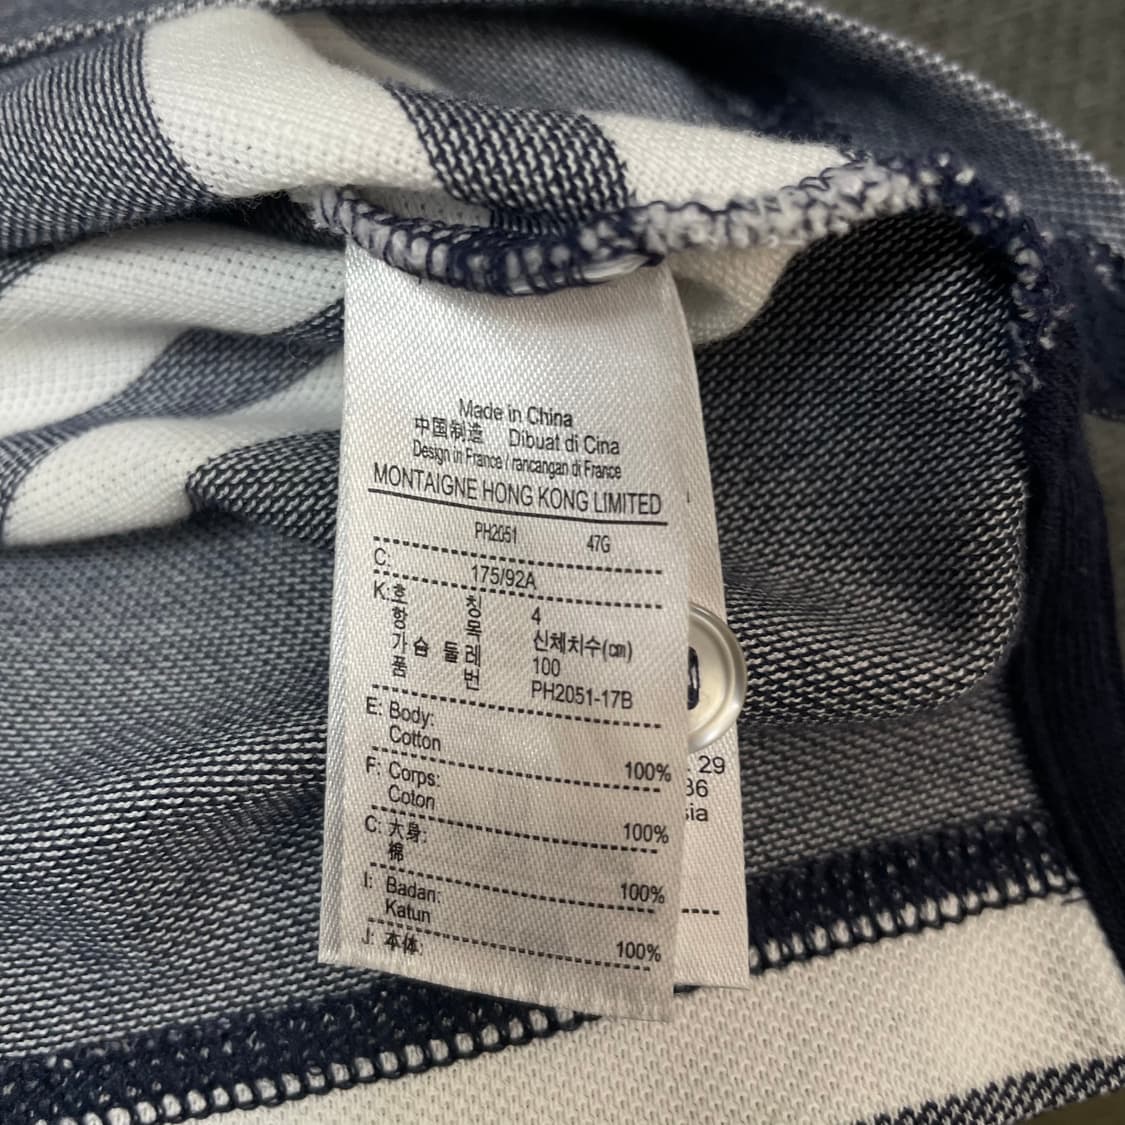 Made in China
中国制造 Dibuat di Cina
Design in France / rancangan di France
MONTAIGNE HONG KONG LIMITED
PH2051 47G
C: 175/92A
K:호 칭 4
항 목 신체치수(cm)
가슴 둘레 100
품 번 PH2051-17B
E: Body:
Cotton 100%
F: Corps:
Coton 100%
C: 大身:
棉 100%
I: Badan:
Katun 100%
J: 本体:
29
36
sia